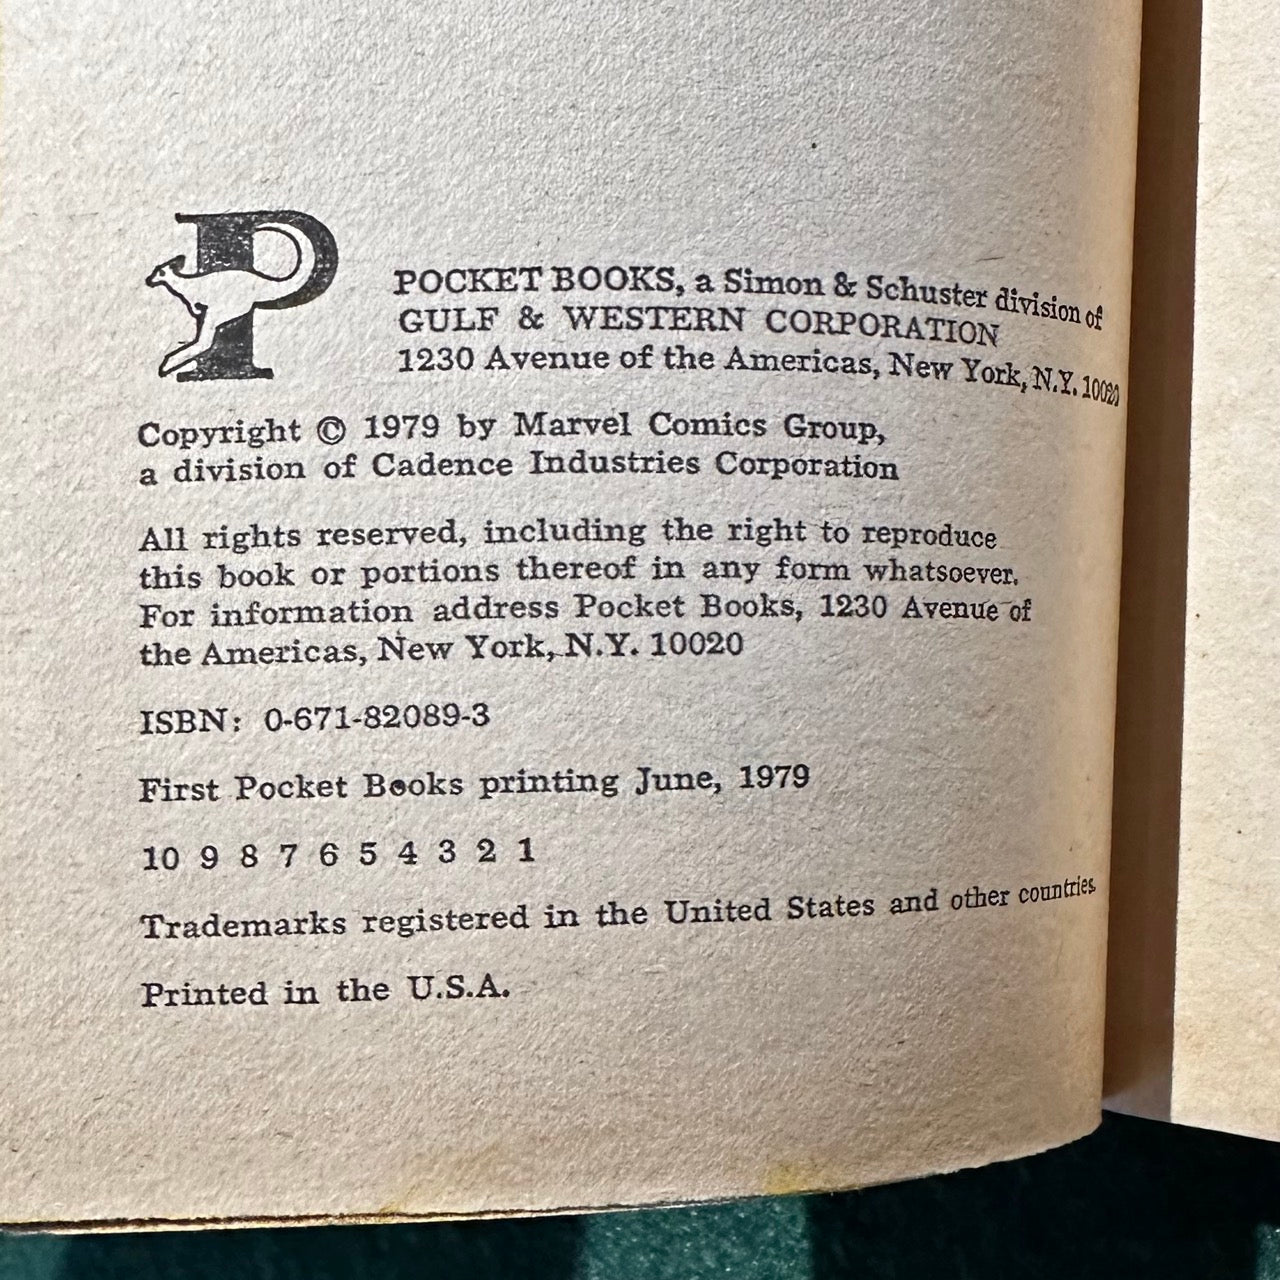 P
POCKET BOOKS, a Simon & Schuster division of
GULF & WESTERN CORPORATION
1230 Avenue of the Americas, New York, N.Y. 10020
Copyright © 1979 by Marvel Comics Group,
a division of Cadence Industries Corporation
All rights reserved, including the right to reproduce
this book or portions thereof in any form whatsoever.
For information address Pocket Books, 1230 Avenue of
the Americas, New York, N.Y. 10020
ISBN: 0-671-82089-3
First Pocket Books printing June, 1979
10 9 8 7 6 5 4 3 2 1
Trademarks registered in the United States and other countries.
Printed in the U.S.A.